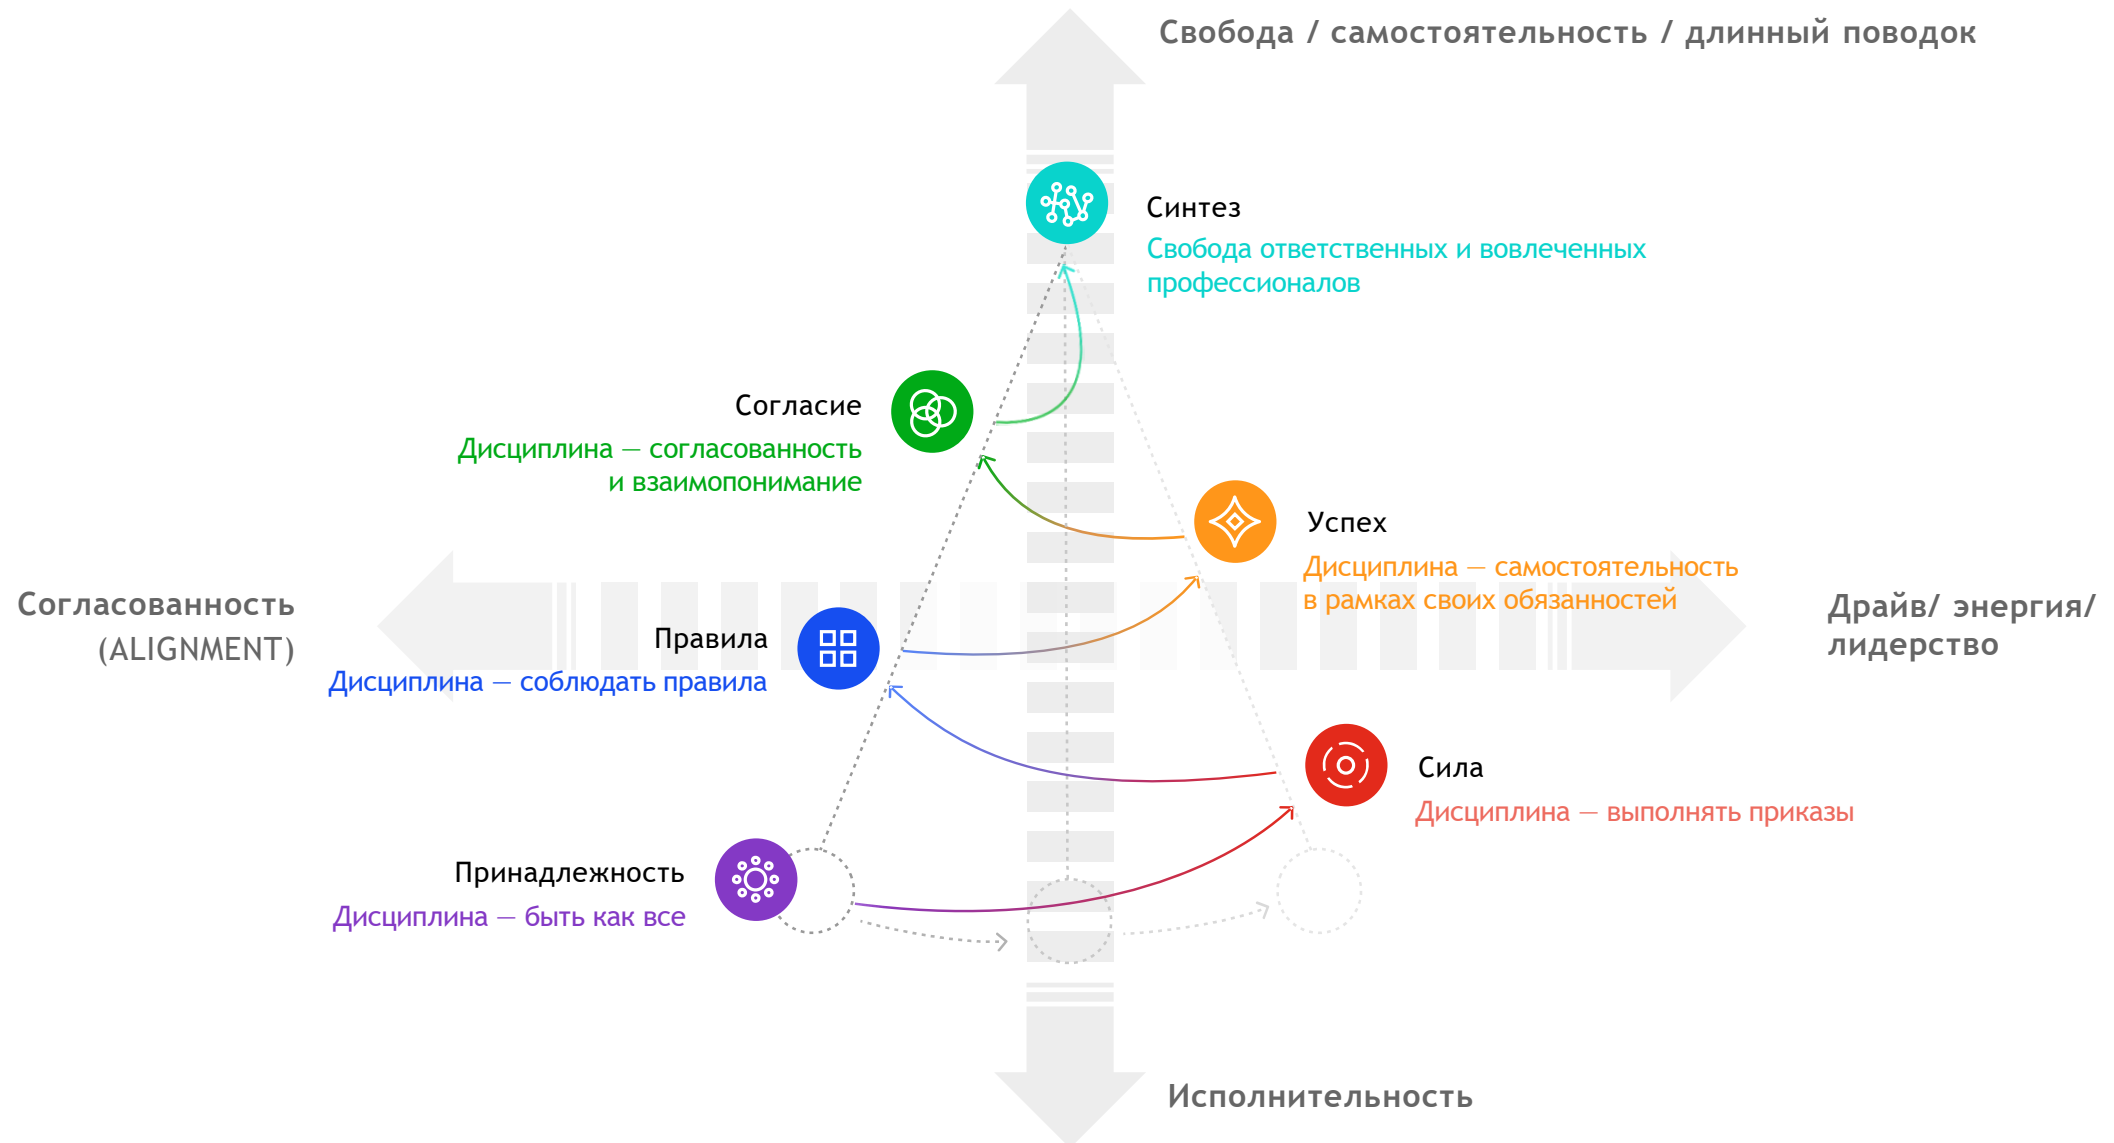 Свобода / самостоятельность / длинный поводок
Синтез
Свобода ответственных и вовлеченных
профессионалов
Согласие
Дисциплина — согласованность
и взаимопонимание
Успех
Дисциплина — самостоятельность
в рамках своих обязанностей
Согласованность
(ALIGNMENT)
Драйв/ энергия/
лидерство
Правила
Дисциплина — соблюдать правила
Сила
Дисциплина — выполнять приказы
Принадлежность
Дисциплина — быть как все
Исполнительность